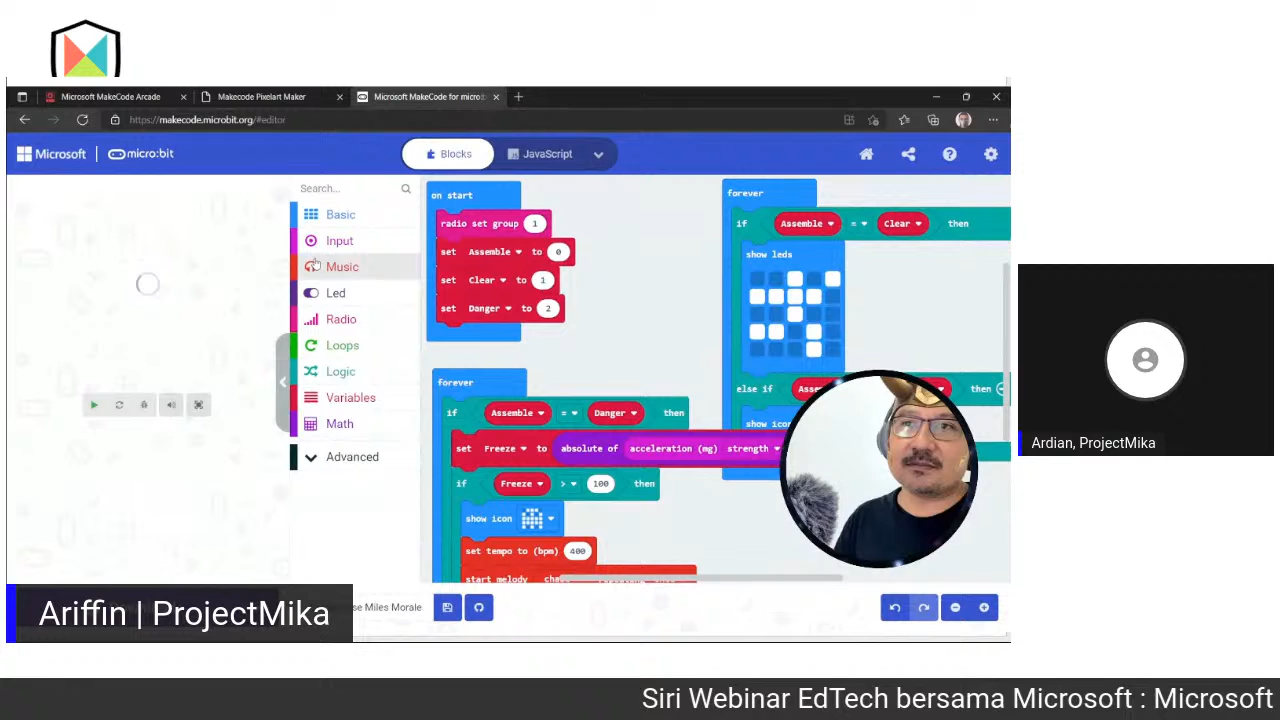 Microsoft MakeCode Arcade
Makecode Pixelart Maker
Microsoft MakeCode for micro:b
https://makecode.microbit.org/#editor
Microsoft
micro:bit
Blocks
JavaScript
Search...
Basic
Input
Music
Led
Radio
Loops
Logic
Variables
Math
Advanced
on start
radio set group 1
set Assemble to 0
set Clear to 1
set Danger to 2
forever
if Assemble = Danger then
set Freeze to absolute of acceleration (mg) strength
if Freeze > 100 then
show icon
set tempo to (bpm) 400
start melody
forever
if Assemble = Clear then
show leds
else if then
show
Miles Morale
Ariffin | ProjectMika
Ardian, ProjectMika
Siri Webinar EdTech bersama Microsoft : Microsoft